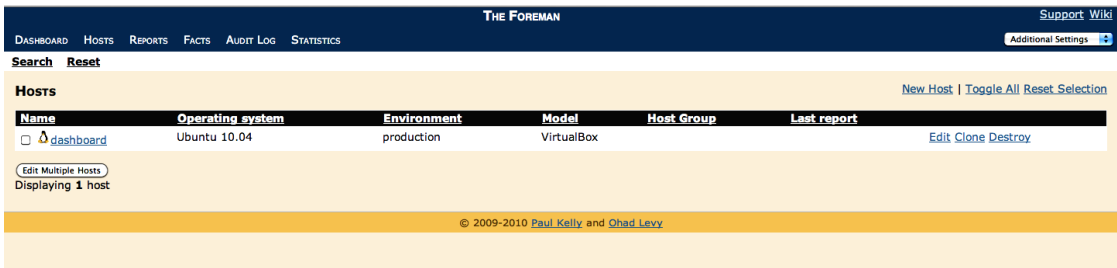 The Foreman
Support Wiki
Dashboard Hosts Reports Facts Audit Log Statistics
Additional Settings
Search Reset
Hosts
New Host | Toggle All Reset Selection
Name Operating system Environment Model Host Group Last report
dashboard Ubuntu 10.04 production VirtualBox Edit Clone Destroy
Edit Multiple Hosts
Displaying 1 host
© 2009-2010 Paul Kelly and Ohad Levy